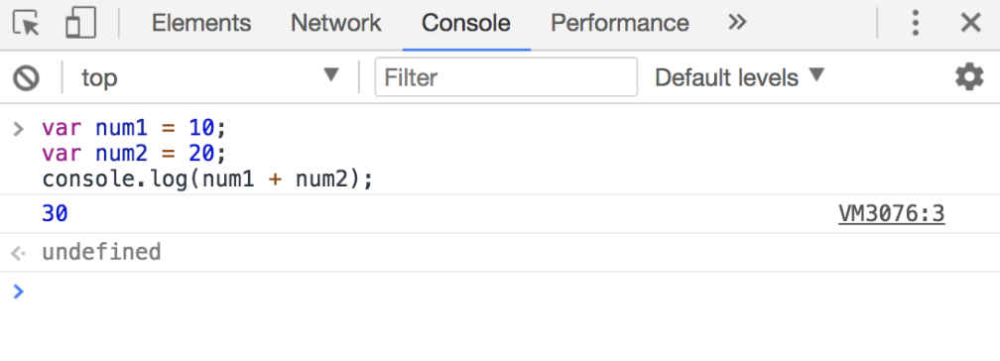 Elements Network Console Performance »
top Filter Default levels
> var num1 = 10;
var num2 = 20;
console.log(num1 + num2);
30 VM3076:3
undefined
>